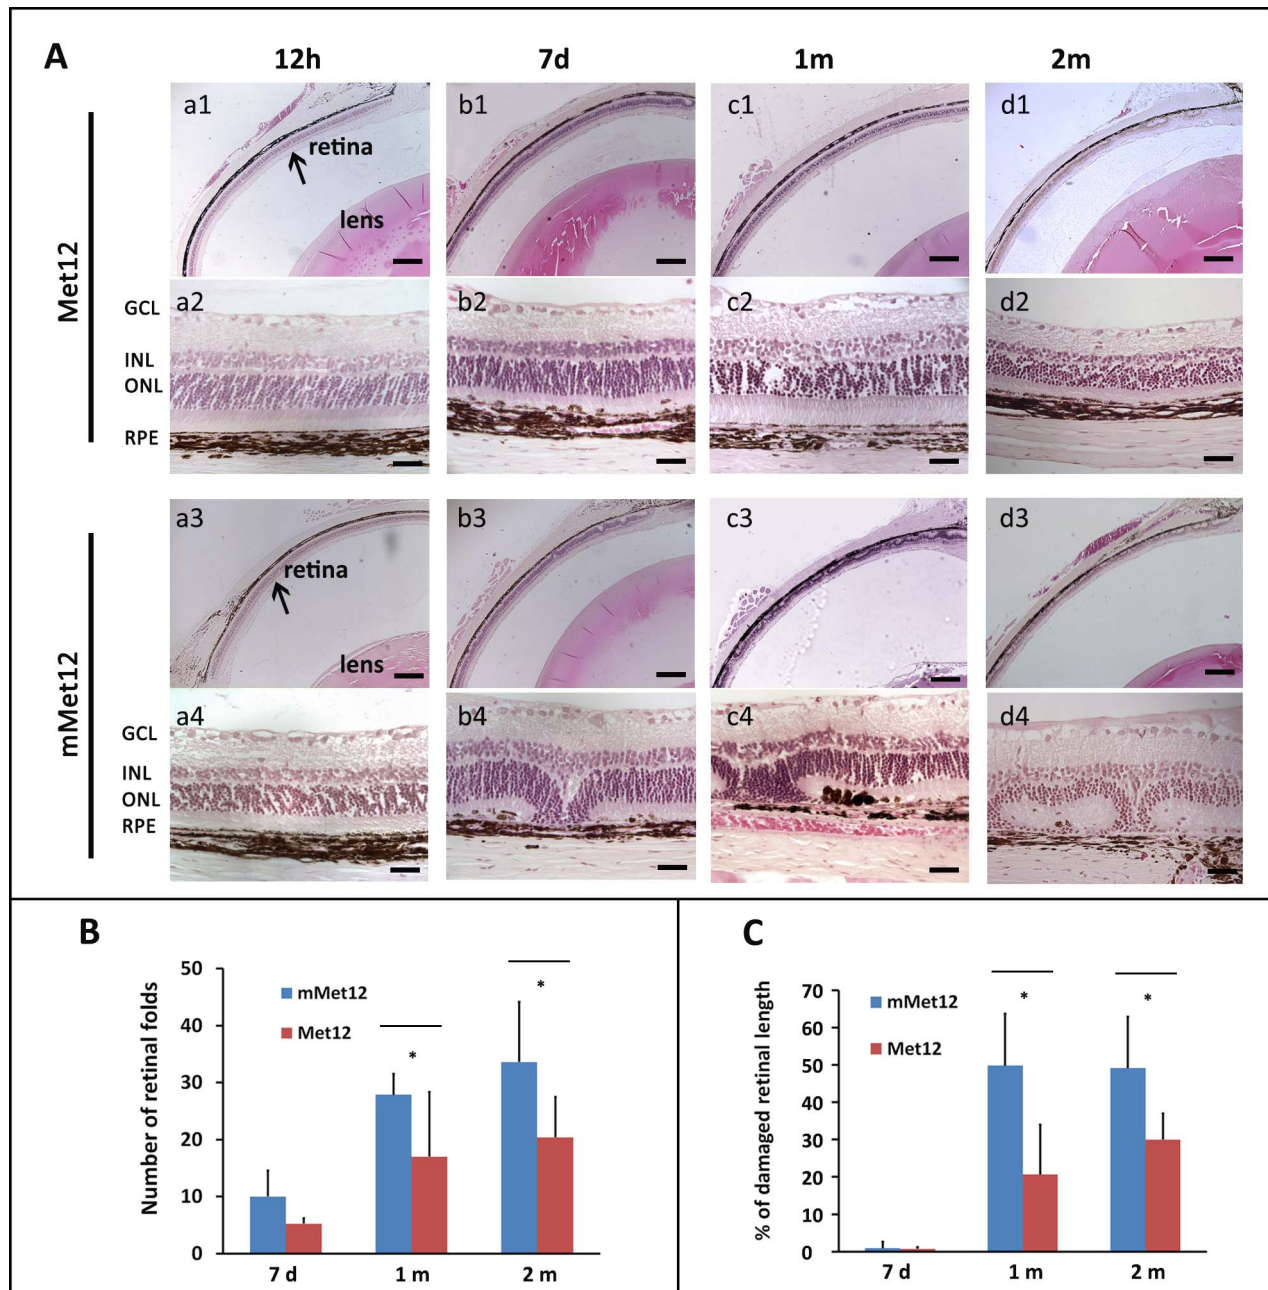 A
12h
7d
1m
2m
Met12
a1
retina
lens
b1
c1
d1
GCL
INL
ONL
RPE
a2
b2
c2
d2
mMet12
a3
retina
lens
b3
c3
d3
GCL
INL
ONL
RPE
a4
b4
c4
d4
B
Number of retinal folds
50
40
30
20
10
0
mMet12
Met12
*
*
7 d
1 m
2 m
C
% of damaged retinal length
70
60
50
40
30
20
10
0
mMet12
Met12
*
*
7 d
1 m
2 m